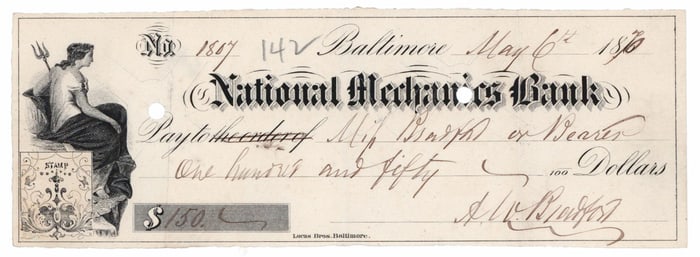 No. 1807 142 Baltimore May 6th 1870
National Mechanics Bank
Pay to the order of Miss Bradford or Bearer
One hundred and fifty 100 Dollars
STAMP
$ 150. A. W. Bradford
Lucas Bros. Baltimore.